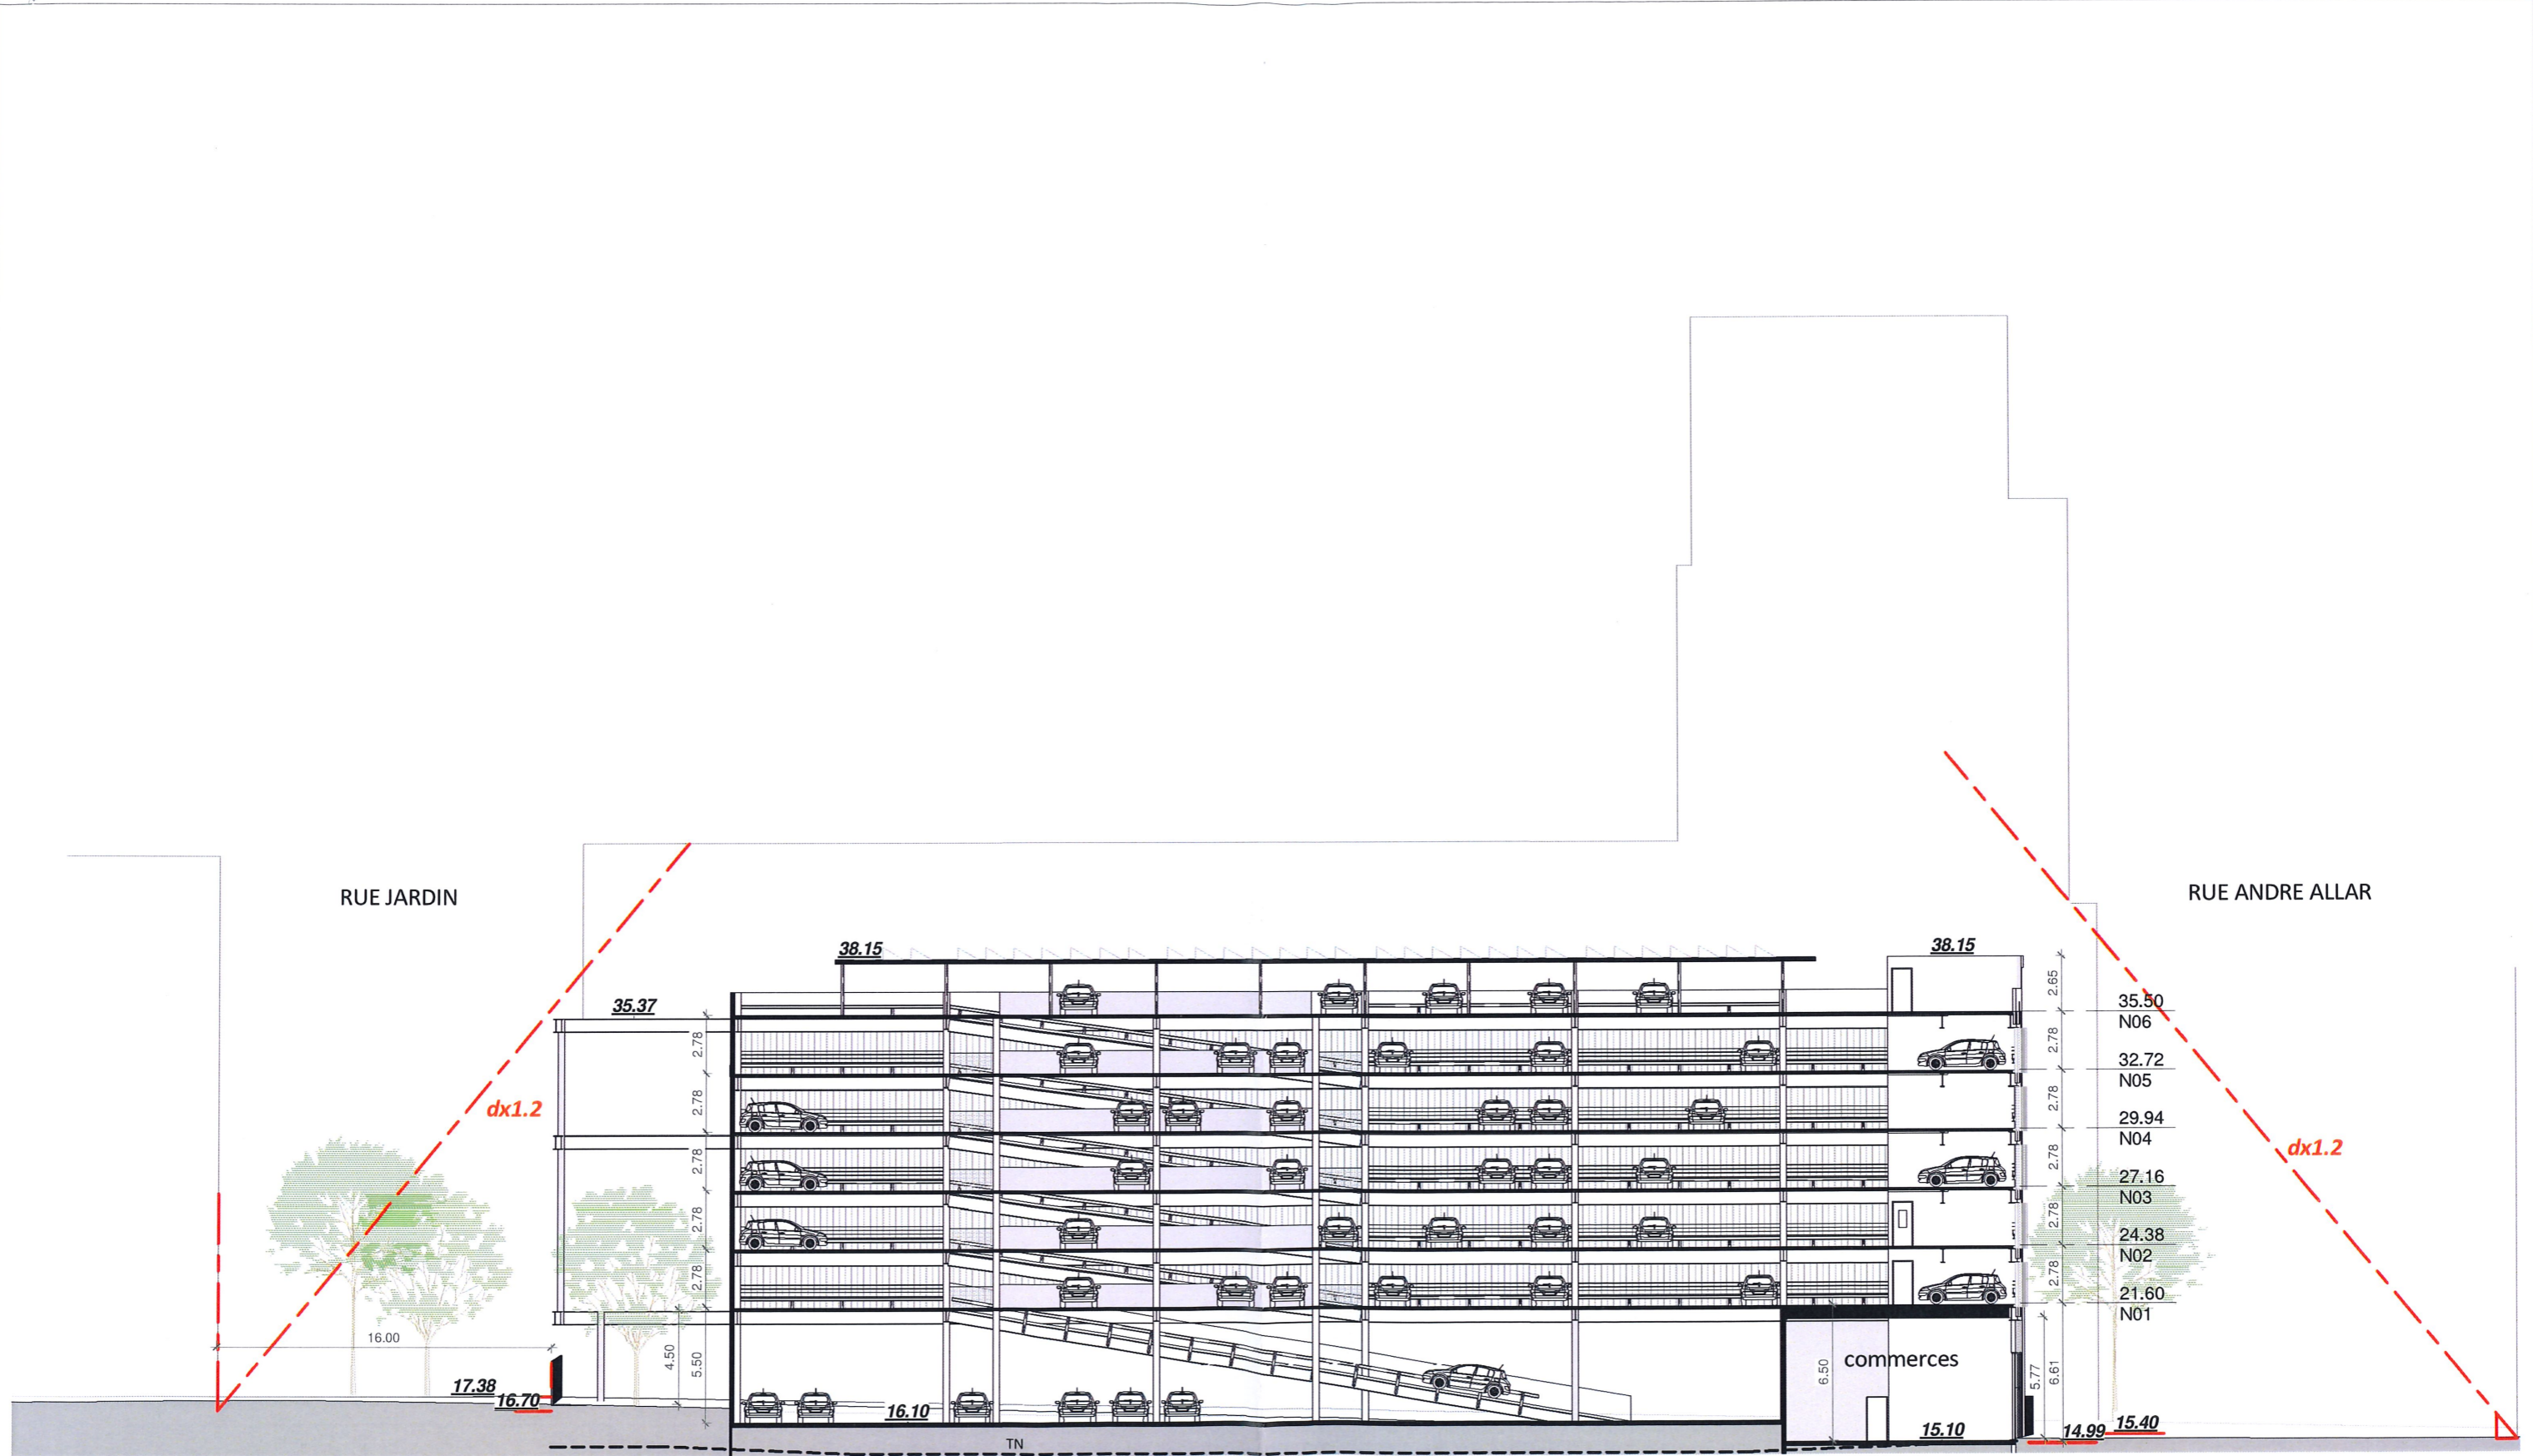 RUE JARDIN
RUE ANDRE ALLAR
38.15
38.15
35.37
2.65
35.50
N06
2.78
2.78
32.72
N05
dx1.2
2.78
2.78
29.94
N04
dx1.2
2.78
2.78
27.16
N03
2.78
2.78
24.38
N02
2.78
2.78
21.60
N01
16.00
4.50
5.50
6.50
commerces
5.77
6.61
17.38
16.70
16.10
15.10
14.99
15.40
TN